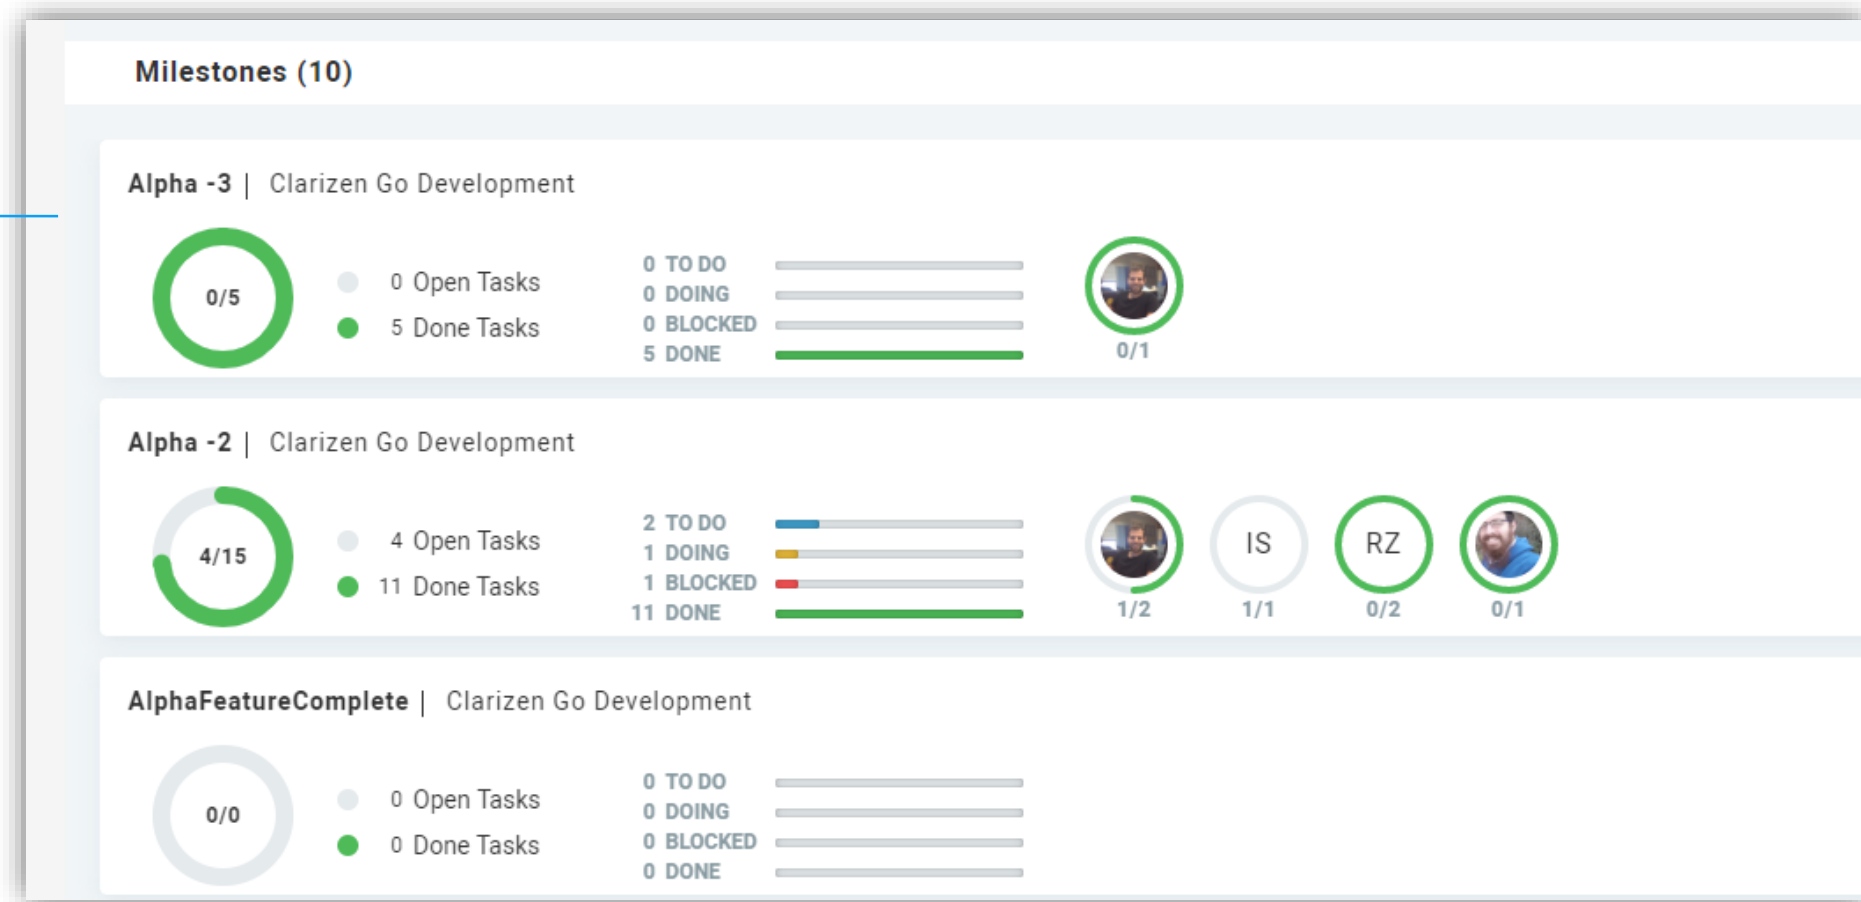 Milestones (10)
Alpha -3 | Clarizen Go Development
0/5
0 Open Tasks
5 Done Tasks
0 TO DO
0 DOING
0 BLOCKED
5 DONE
0/1
Alpha -2 | Clarizen Go Development
4/15
4 Open Tasks
11 Done Tasks
2 TO DO
1 DOING
1 BLOCKED
11 DONE
1/2
IS
1/1
RZ
0/2
0/1
AlphaFeatureComplete | Clarizen Go Development
0/0
0 Open Tasks
0 Done Tasks
0 TO DO
0 DOING
0 BLOCKED
0 DONE